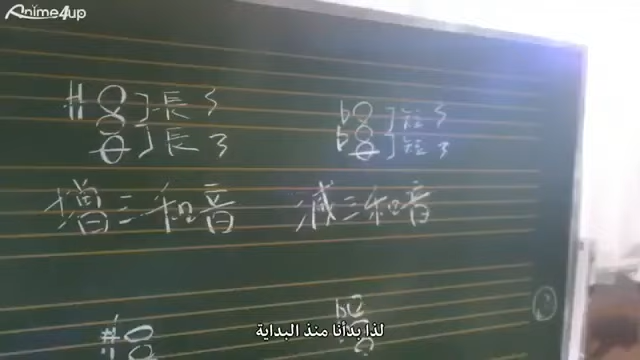 Anime4up
長3
長3
短3
短3
増三和音
減三和音
لذا بدأنا منذ البداية